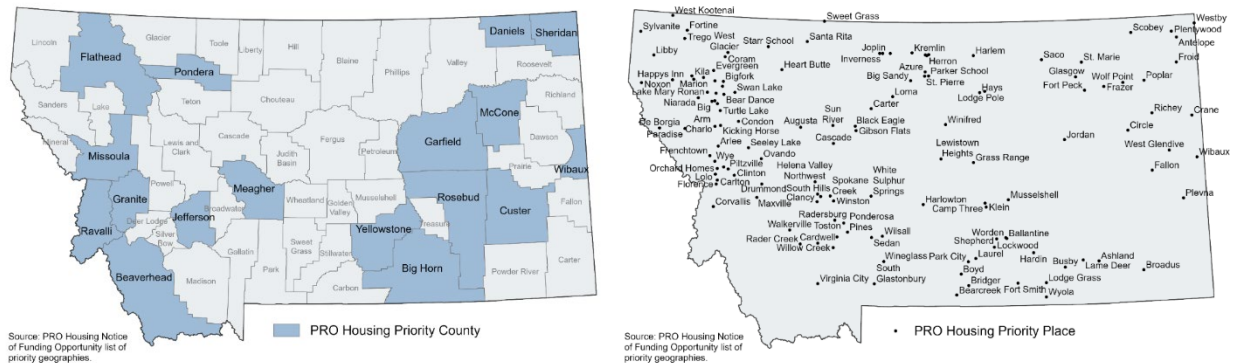 Lincoln
Flathead
Glacier
Toole
Liberty
Hill
Blaine
Phillips
Valley
Daniels
Sheridan
Roosevelt
Pondera
Teton
Chouteau
Sanders
Lake
Mineral
Missoula
Lewis
and Clark
Cascade
Judith
Basin
Fergus
Petroleum
Garfield
McCone
Richland
Dawson
Prairie
Wibaux
Powell
Granite
Ravalli
Deer Lodge
Silver
Bow
Jefferson
Broadwater
Meagher
Wheatland
Golden
Valley
Musselshell
Treasure
Rosebud
Custer
Fallon
Beaverhead
Madison
Gallatin
Park
Sweet
Grass
Stillwater
Carbon
Yellowstone
Big Horn
Powder River
Carter
PRO Housing Priority County
Source: PRO Housing Notice
of Funding Opportunity list of
priority geographies.
West Kootenai
Sylvanite
Fortine
Trego
West
Glacier
Libby
Coram
Sweet Grass
Santa Rita
Starr School
Heart Butte
Joplin
Inverness
Kremlin
Herron
Azure
Parker School
Big Sandy
St. Pierre
Harlem
Saco
St. Marie
Glasgow
Fort Peck
Wolf Point
Frazer
Poplar
Scobey
Westby
Plentywood
Antelope
Froid
Happys Inn
Noxon
Kila
Marion
Evergreen
Bigfork
Swan Lake
Lake Mary Ronan
Niarada
Big
Arm
Bear Dance
Turtle Lake
De Borgia
Paradise
Charlo
Condon
Kicking Horse
Arlee
Seeley Lake
Augusta
Sun
River
Cascade
Black Eagle
Gibson Flats
Loma
Carter
Hays
Lodge Pole
Winifred
Lewistown
Heights
Grass Range
Jordan
Richey
Crane
Circle
West Glendive
Wibaux
Fallon
Plevna
Frenchtown
Wye
Ovando
Orchard Homes
Piltzville
Lolo
Clinton
Florence
Carlton
Helena Valley
Northwest
Drummond
South Hills
Clancy
Spokane
Creek
Winston
White
Sulphur
Springs
Corvallis
Maxville
Radersburg
Walkerville
Toston
Ponderosa
Pines
Rader Creek
Cardwell
Willow Creek
Wilsall
Sedan
Harlowton
Camp Three
Klein
Musselshell
Worden
Ballantine
Shepherd
Lockwood
Wineglass
Park City
Laurel
Hardin
Busby
Ashland
Lame Deer
Broadus
Virginia City
South
Glastonbury
Boyd
Bridger
Bearcreek
Fort Smith
Lodge Grass
Wyola
PRO Housing Priority Place
Source: PRO Housing Notice
of Funding Opportunity list of
priority geographies.